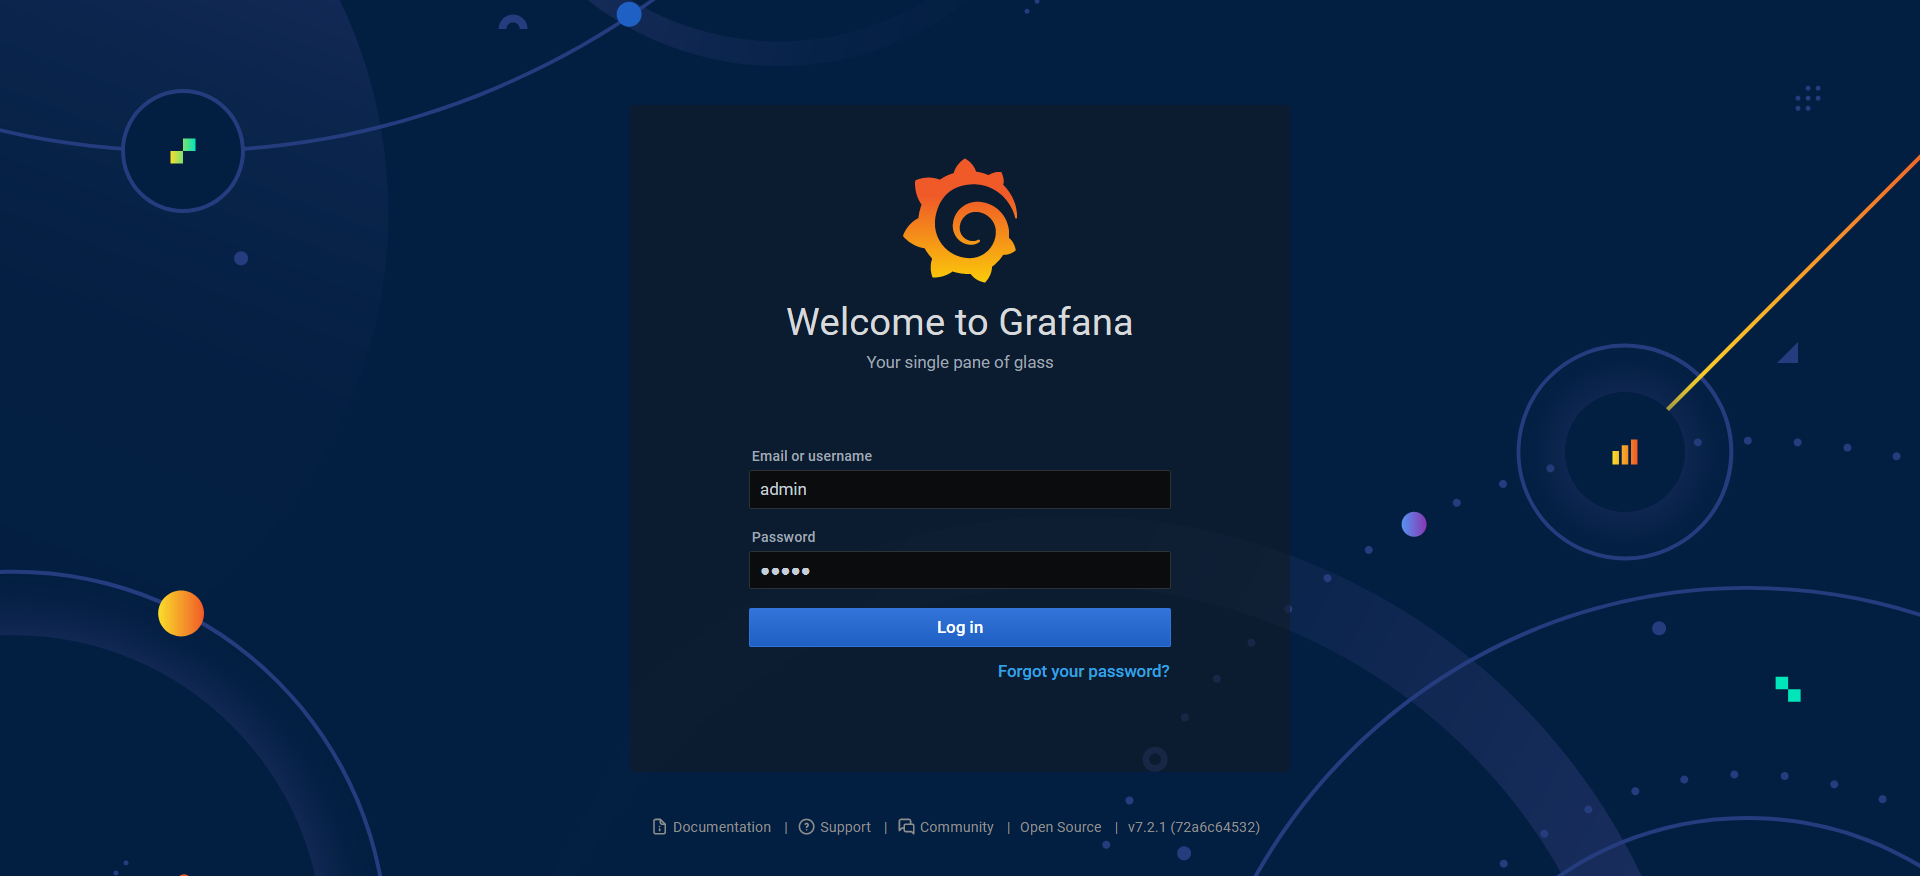 Welcome to Grafana
Your single pane of glass
Email or username
admin
Password
•••••
Log in
Forgot your password?
Documentation | Support | Community | Open Source | v7.2.1 (72a6c64532)